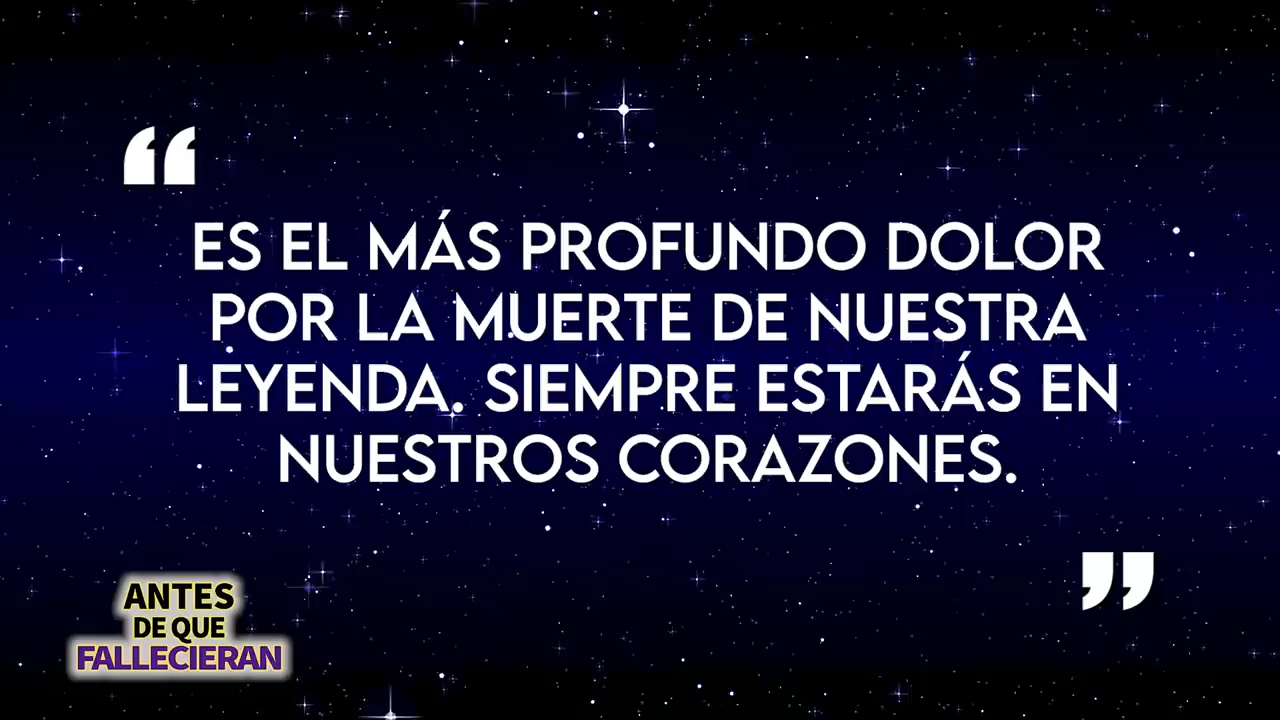 “
ES EL MÁS PROFUNDO DOLOR
POR LA MUERTE DE NUESTRA
LEYENDA. SIEMPRE ESTARÁS EN
NUESTROS CORAZONES.
”
ANTES
DE QUE
FALLECIERAN